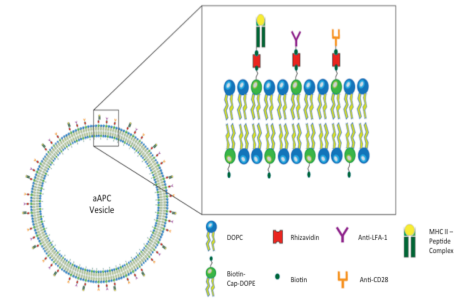 aAPC
Vesicle
DOPC
Rhizavidin
Anti-LFA-1
MHC II –
Peptide
Complex
Biotin-
Cap-DOPE
Biotin
Anti-CD28